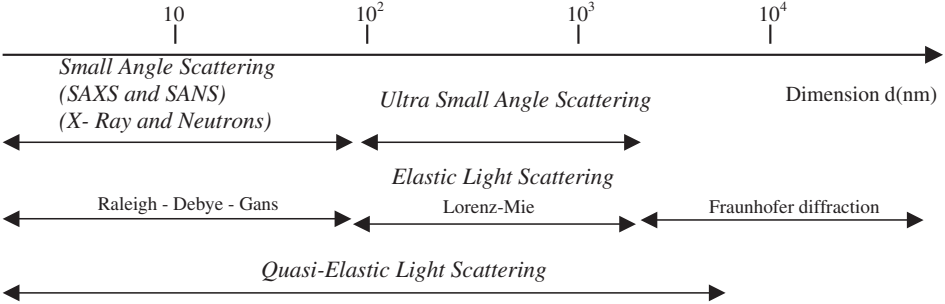 10 10² 10³ 10⁴
Small Angle Scattering
(SAXS and SANS)
(X- Ray and Neutrons)
Ultra Small Angle Scattering
Dimension d(nm)
Elastic Light Scattering
Raleigh - Debye - Gans
Lorenz-Mie
Fraunhofer diffraction
Quasi-Elastic Light Scattering